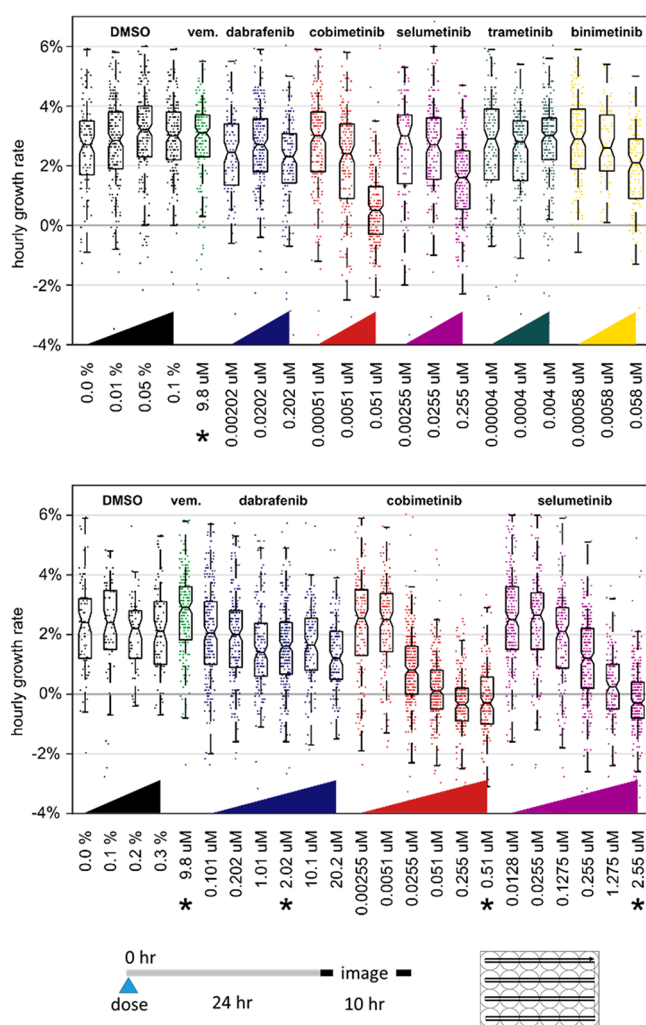 DMSO vem. dabrafenib cobimetinib selumetinib trametinib binimetinib
6%
4%
2%
0%
-2%
-4%
hourly growth rate
0.0 %
0.01 %
0.05 %
0.1 %
9.8 uM
*
0.00202 uM
0.0202 uM
0.202 uM
0.00051 uM
0.0051 uM
0.051 uM
0.00255 uM
0.0255 uM
0.255 uM
0.00004 uM
0.0004 uM
0.004 uM
0.00058 uM
0.0058 uM
0.058 uM
DMSO vem. dabrafenib cobimetinib selumetinib
6%
4%
2%
0%
-2%
-4%
hourly growth rate
0.0 %
0.1 %
0.2 %
0.3 %
9.8 uM
*
0.101 uM
0.202 uM
1.01 uM
2.02 uM
*
10.1 uM
20.2 uM
0.00255 uM
0.0051 uM
0.0255 uM
0.051 uM
0.255 uM
0.51 uM
*
0.0128 uM
0.0255 uM
0.1275 uM
0.255 uM
1.275 uM
2.55 uM
*
0 hr
image
dose
24 hr
10 hr